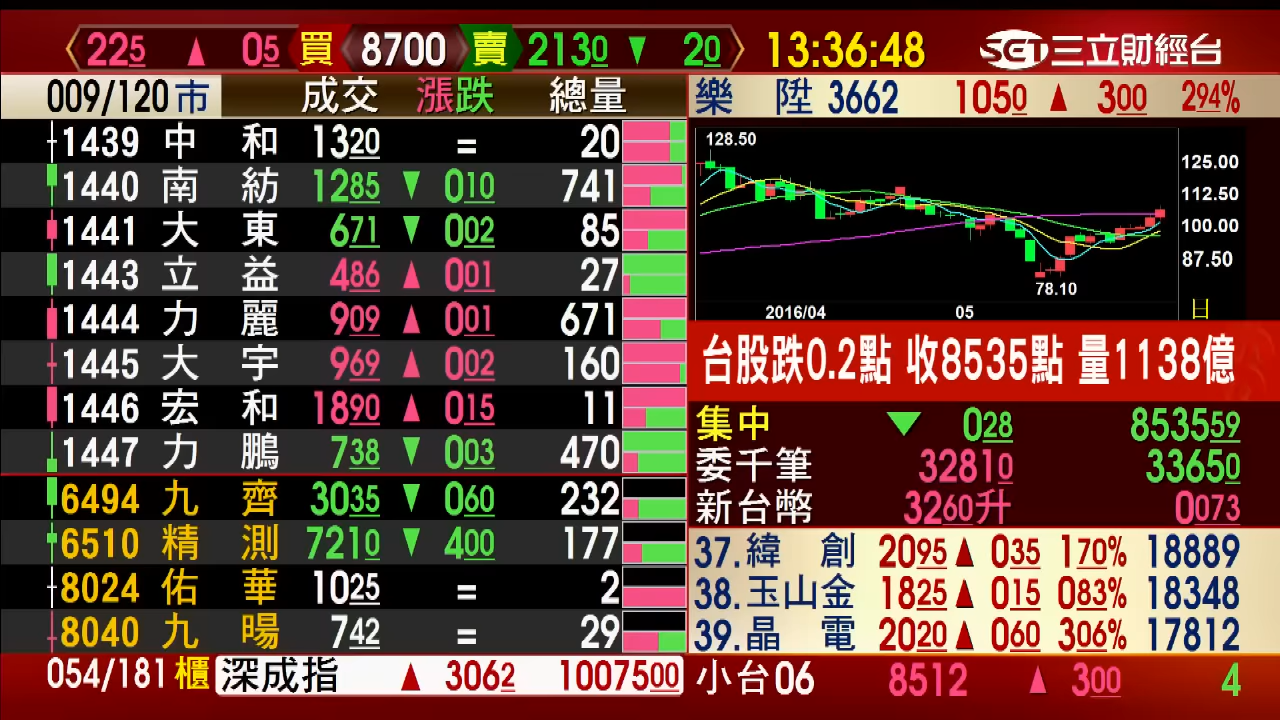 225 ▲ 05 買 8700 賣 2130 ▼ 20 13:36:48 SET三立財經台
009/120 市 成交 漲跌 總量
1439 中和 1320 = 20
1440 南紡 1285 ▼ 010 741
1441 大東 671 ▼ 002 85
1443 立益 486 ▲ 001 27
1444 力麗 909 ▲ 001 671
1445 大宇 969 ▲ 002 160
1446 宏和 1890 ▲ 015 11
1447 力鵬 738 ▼ 003 470
6494 九齊 3035 ▼ 060 232
6510 精測 7210 ▼ 400 177
8024 佑華 1025 = 2
8040 九暘 742 = 29
054/181 櫃 深成指 ▲ 3062 1007500
樂陞 3662 1050 ▲ 300 294%
128.50
125.00
112.50
100.00
87.50
78.10
2016/04 05 日
台股跌0.2點 收8535點 量1138億
集中 ▼ 028 853559
委千筆 32810 33650
新台幣 3260升 0073
37.緯創 2095 ▲ 035 170% 18889
38.玉山金 1825 ▲ 015 083% 18348
39.晶電 2020 ▲ 060 306% 17812
小台06 8512 ▲ 300 4